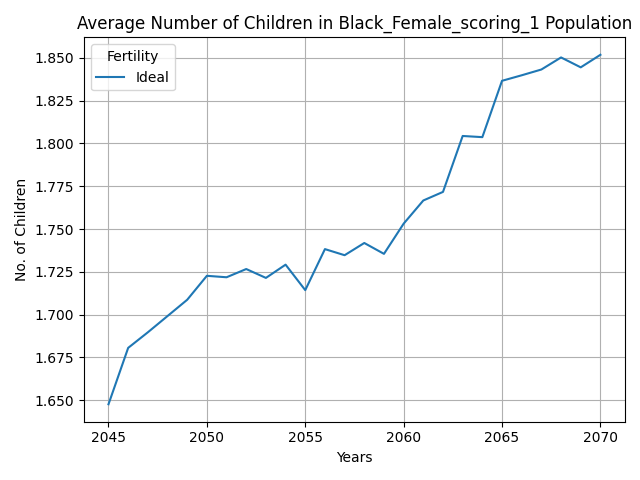 Average Number of Children in Black_Female_scoring_1 Population
Fertility
Ideal
1.850
1.825
1.800
1.775
1.750
1.725
1.700
1.675
1.650
No. of Children
2045 2050 2055 2060 2065 2070
Years